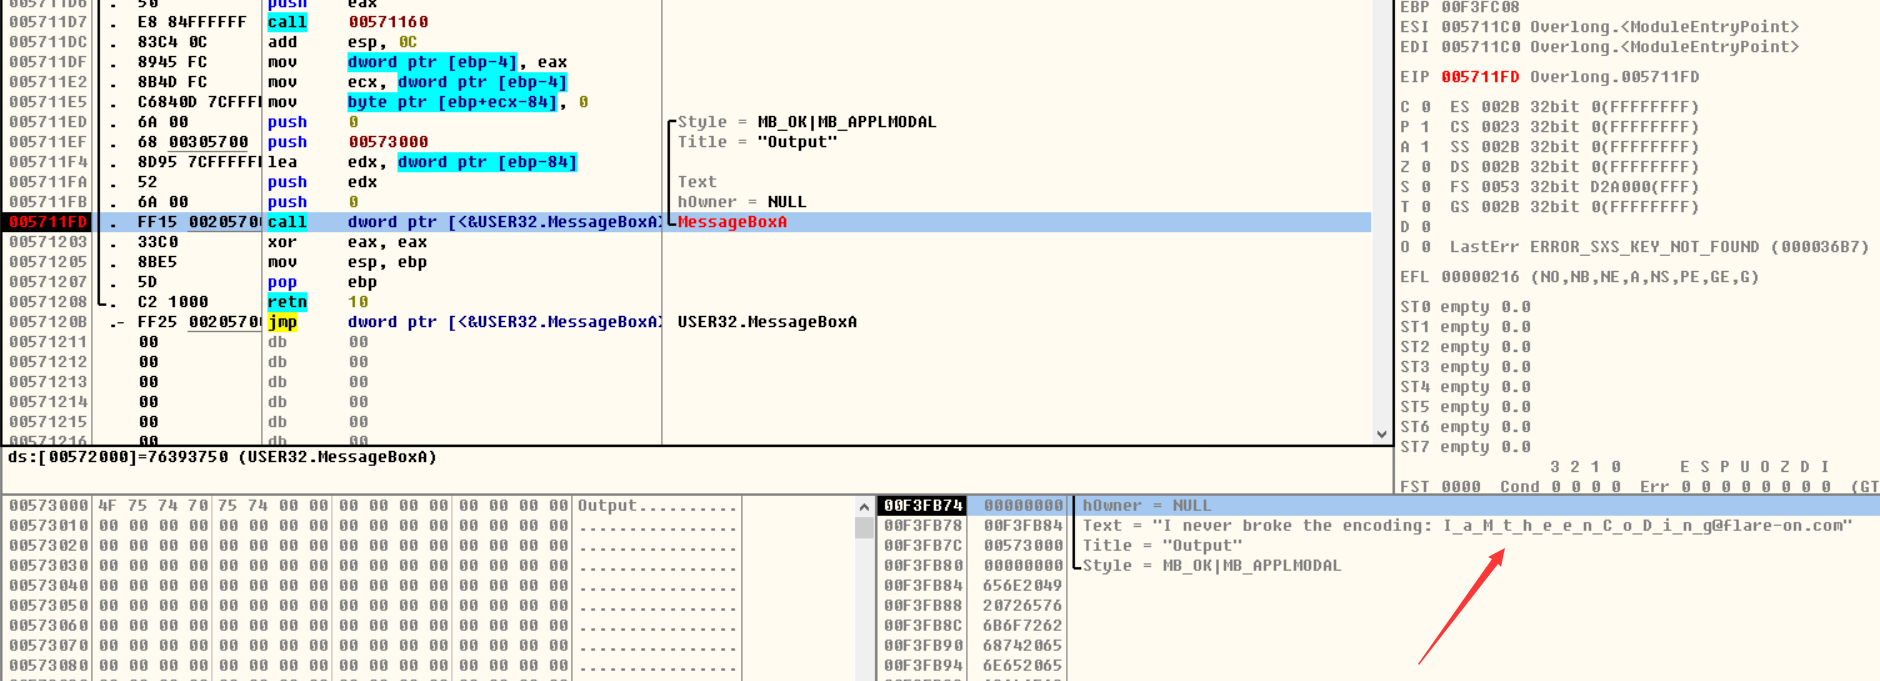 005711D6 . 50 push eax
005711D7 . E8 84FFFFFF call 00571160
005711DC . 83C4 0C add esp, 0C
005711DF . 8945 FC mov dword ptr [ebp-4], eax
005711E2 . 8B4D FC mov ecx, dword ptr [ebp-4]
005711E5 . C6840D 7CFFFF mov byte ptr [ebp+ecx-84], 0
005711ED . 6A 00 push 0 Style = MB_OK|MB_APPLMODAL
005711EF . 68 00305700 push 00573000 Title = "Output"
005711F4 . 8D95 7CFFFFFF lea edx, dword ptr [ebp-84]
005711FA . 52 push edx Text
005711FB . 6A 00 push 0 hOwner = NULL
005711FD . FF15 00205700 call dword ptr [<&USER32.MessageBoxA> MessageBoxA
00571203 . 33C0 xor eax, eax
00571205 . 8BE5 mov esp, ebp
00571207 . 5D pop ebp
00571208 . C2 1000 retn 10
0057120B .- FF25 00205700 jmp dword ptr [<&USER32.MessageBoxA> USER32.MessageBoxA
00571211 00 db 00
00571212 00 db 00
00571213 00 db 00
00571214 00 db 00
00571215 00 db 00
00571216 00 db 00
EBP 00F3FC08
ESI 005711C0 Overlong.<ModuleEntryPoint>
EDI 005711C0 Overlong.<ModuleEntryPoint>
EIP 005711FD Overlong.005711FD
C 0 ES 002B 32bit 0(FFFFFFFF)
P 1 CS 0023 32bit 0(FFFFFFFF)
A 1 SS 002B 32bit 0(FFFFFFFF)
Z 0 DS 002B 32bit 0(FFFFFFFF)
S 0 FS 0053 32bit D2A000(FFF)
T 0 GS 002B 32bit 0(FFFFFFFF)
D 0
O 0 LastErr ERROR_SXS_KEY_NOT_FOUND (000036B7)
EFL 00000216 (NO,NB,NE,A,NS,PE,GE,G)
ST0 empty 0.0
ST1 empty 0.0
ST2 empty 0.0
ST3 empty 0.0
ST4 empty 0.0
ST5 empty 0.0
ST6 empty 0.0
ST7 empty 0.0
3 2 1 0 E S P U O Z D I
FST 0000 Cond 0 0 0 0 Err 0 0 0 0 0 0 0 0 (GT
ds:[00572000]=76393750 (USER32.MessageBoxA)
00573000 4F 75 74 70 75 74 00 00 00 00 00 00 00 00 00 00 Output..........
00573010 00 00 00 00 00 00 00 00 00 00 00 00 00 00 00 00 ................
00573020 00 00 00 00 00 00 00 00 00 00 00 00 00 00 00 00 ................
00573030 00 00 00 00 00 00 00 00 00 00 00 00 00 00 00 00 ................
00573040 00 00 00 00 00 00 00 00 00 00 00 00 00 00 00 00 ................
00573050 00 00 00 00 00 00 00 00 00 00 00 00 00 00 00 00 ................
00573060 00 00 00 00 00 00 00 00 00 00 00 00 00 00 00 00 ................
00573070 00 00 00 00 00 00 00 00 00 00 00 00 00 00 00 00 ................
00573080 00 00 00 00 00 00 00 00 00 00 00 00 00 00 00 00 ................
00F3FB74 00000000 hOwner = NULL
00F3FB78 00F3FB84 Text = "I never broke the encoding: I_a_M_t_h_e_e_n_C_o_D_i_n_g@flare-on.com"
00F3FB7C 00573000 Title = "Output"
00F3FB80 00000000 Style = MB_OK|MB_APPLMODAL
00F3FB84 656E2049
00F3FB88 20726576
00F3FB8C 6B6F7262
00F3FB90 68742065
00F3FB94 6E652065